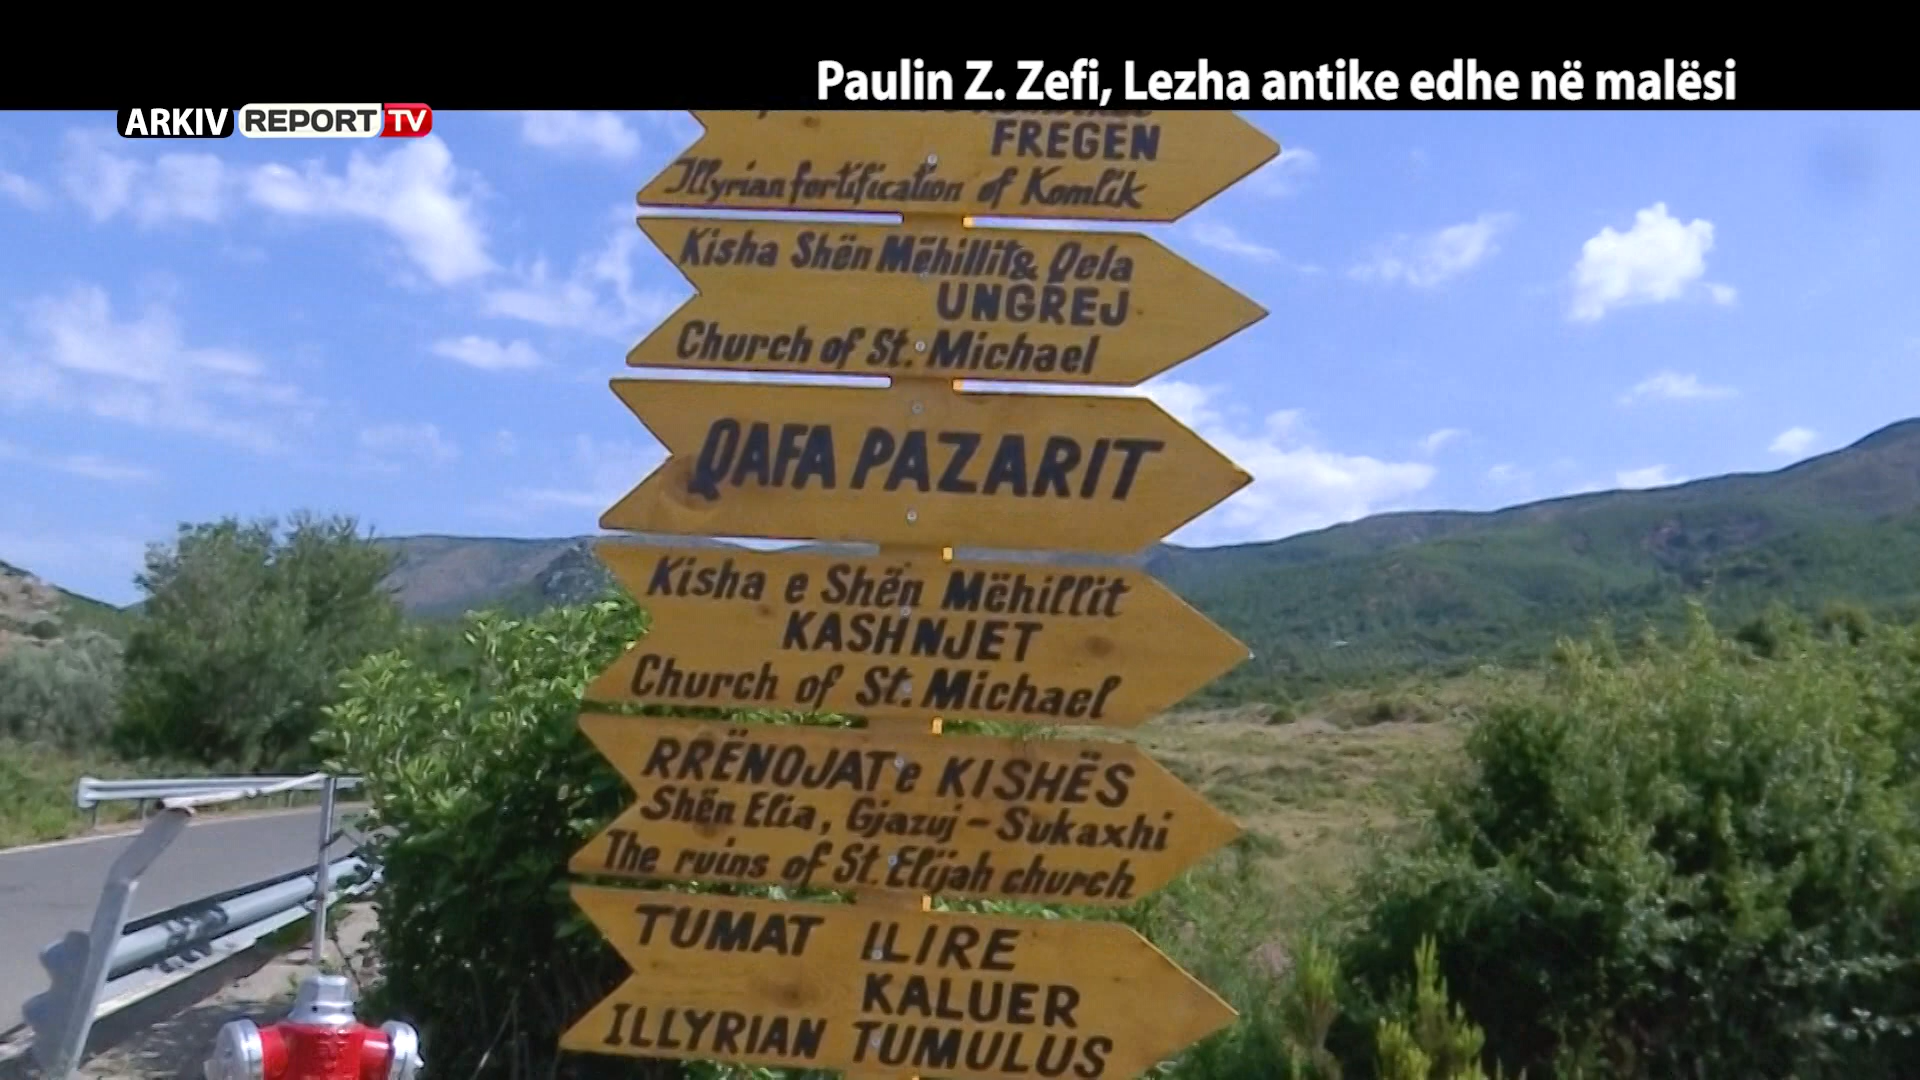 Paulin Z. Zefi, Lezha antike edhe në malësi
ARKIV REPORT TV
FREGEN
Illyrian fortification of Komlik
Kisha Shën Mëhillit & Qela
UNGREJ
Church of St. Michael
QAFA PAZARIT
Kisha e Shën Mëhillit
KASHNJET
Church of St. Michael
RRËNOJAT e KISHËS
Shën Elia, Gjazuj - Sukaxhi
The ruins of St. Elijah church
TUMAT ILIRE
KALUER
ILLYRIAN TUMULUS